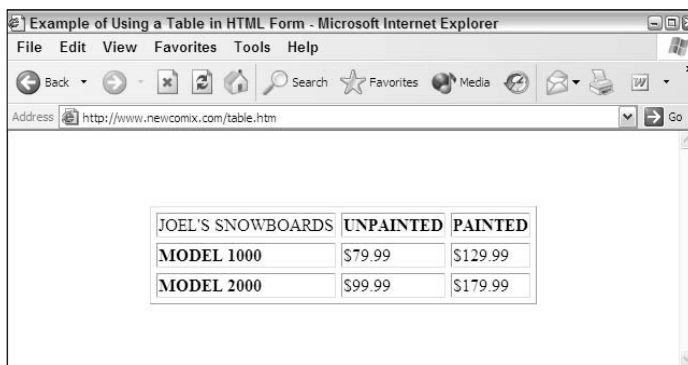 Example of Using a Table in HTML Form - Microsoft Internet Explorer
File Edit View Favorites Tools Help
Back Search Favorites Media W
Address http://www.newcomix.com/table.htm Go
JOEL'S SNOWBOARDS UNPAINTED PAINTED
MODEL 1000 $79.99 $129.99
MODEL 2000 $99.99 $179.99